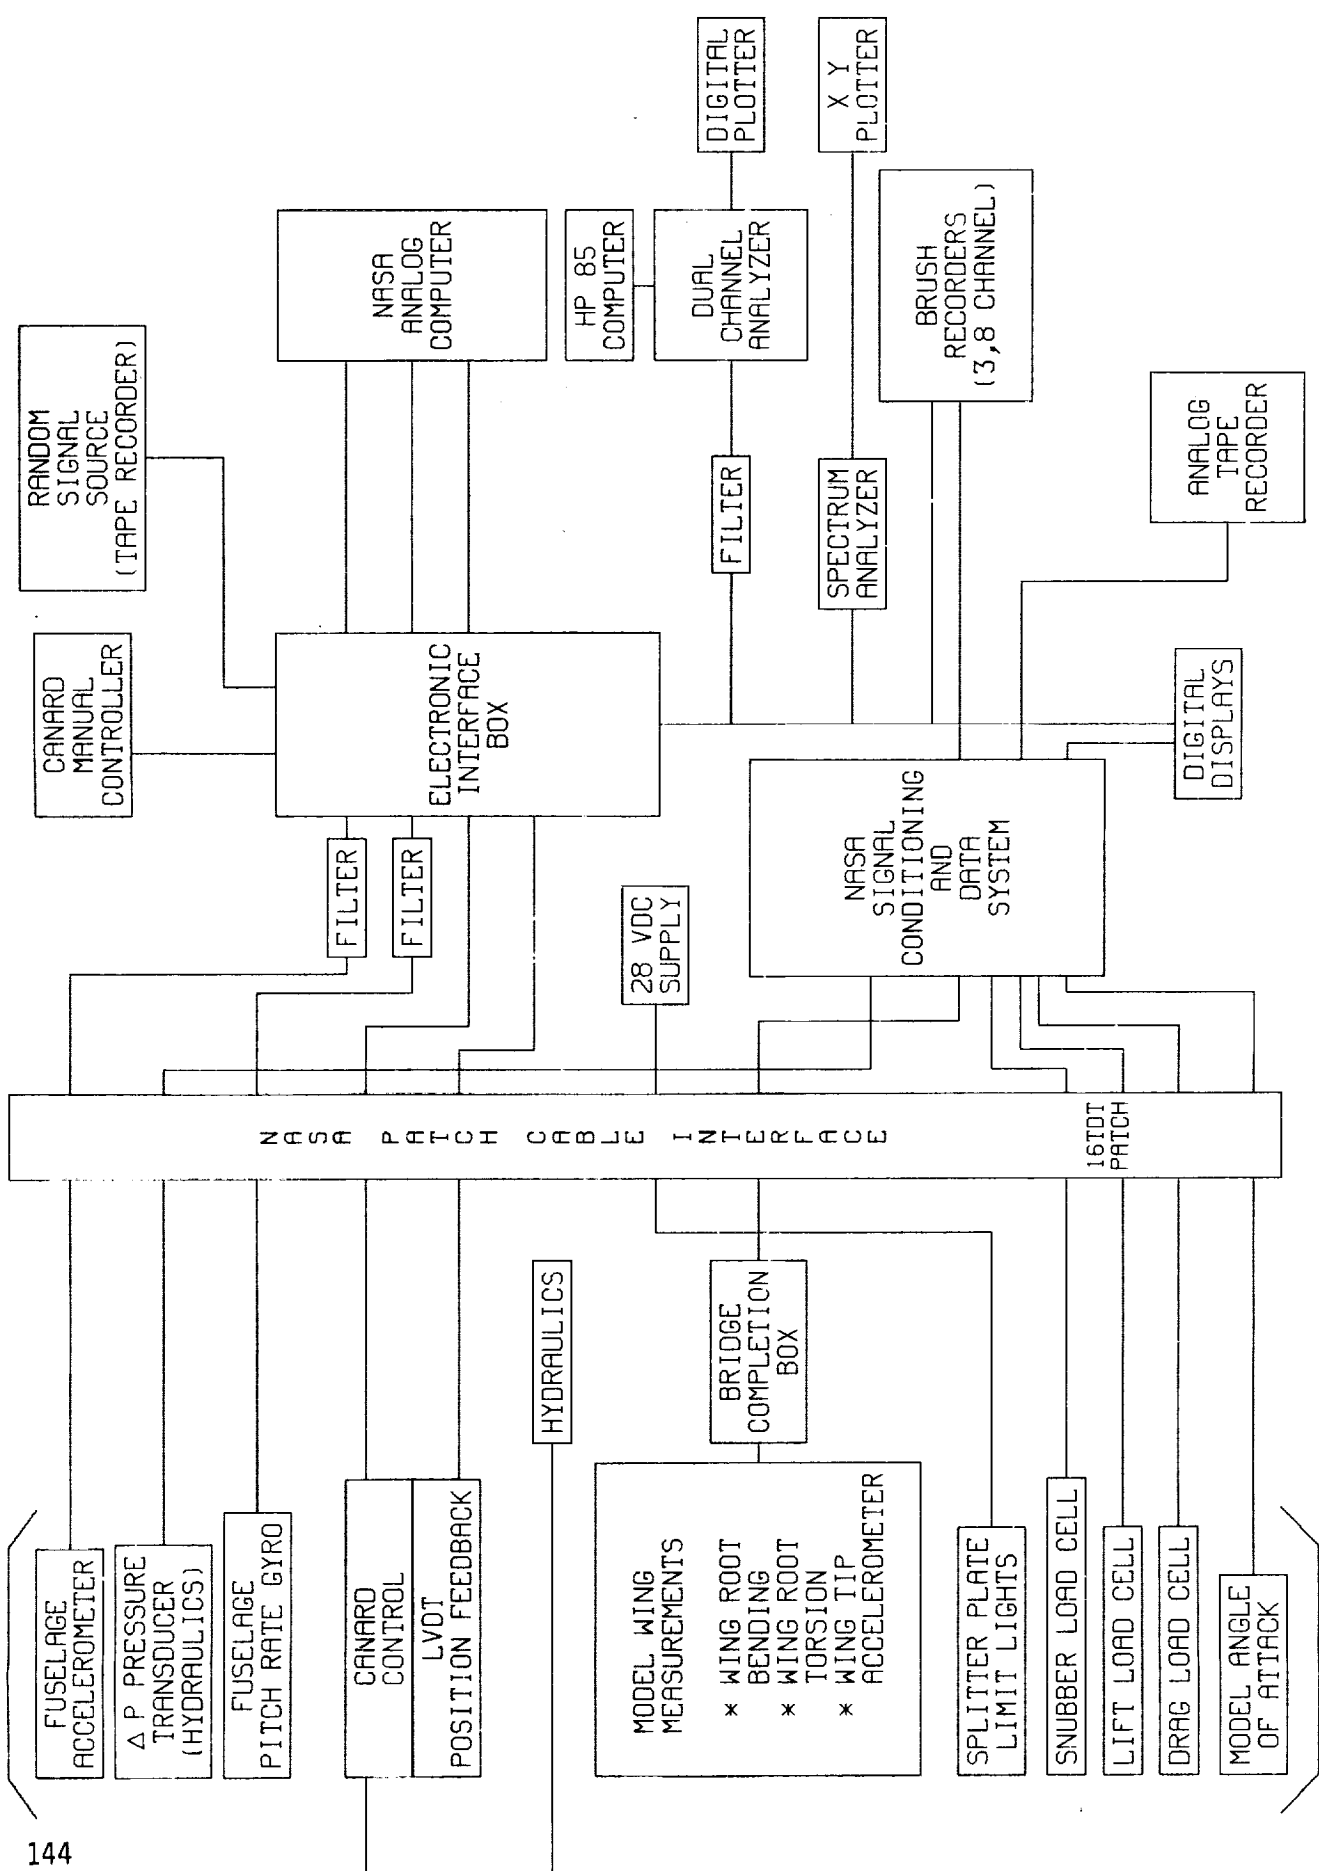 144
FUSELAGE
ACCELEROMETER
Δ P PRESSURE
TRANSDUCER
(HYDRAULICS)
FUSELAGE
PITCH RATE GYRO
CANARD
CONTROL
LVDT
POSITION FEEDBACK
HYDRAULICS
MODEL WING
MEASUREMENTS
* WING ROOT
BENDING
* WING ROOT
TORSION
* WING TIP
ACCELEROMETER
BRIDGE
COMPLETION
BOX
SPLITTER PLATE
LIMIT LIGHTS
SNUBBER LOAD CELL
LIFT LOAD CELL
DRAG LOAD CELL
MODEL ANGLE
OF ATTACK
NASA PATCH CABLE INTERFACE
16TDT
PATCH
FILTER
FILTER
28 VDC
SUPPLY
CANARD
MANUAL
CONTROLLER
RANDOM
SIGNAL
SOURCE
(TAPE RECORDER)
ELECTRONIC
INTERFACE
BOX
NASA
ANALOG
COMPUTER
HP 85
COMPUTER
FILTER
DUAL
CHANNEL
ANALYZER
DIGITAL
PLOTTER
SPECTRUM
ANALYZER
X Y
PLOTTER
NASA
SIGNAL
CONDITIONING
AND
DATA
SYSTEM
BRUSH
RECORDERS
(3,8 CHANNEL)
ANALOG
TAPE
RECORDER
DIGITAL
DISPLAYS